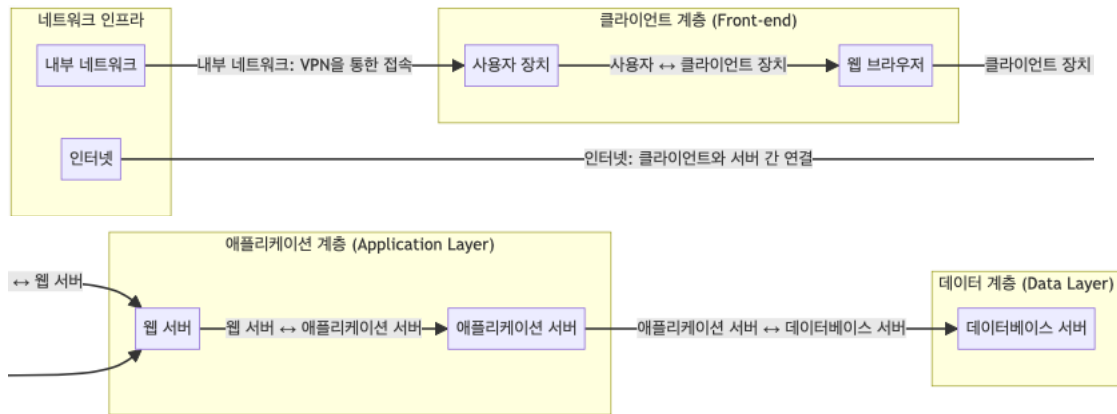 네트워크 인프라
클라이언트 계층 (Front-end)
내부 네트워크
내부 네트워크: VPN을 통한 접속
사용자 장치
사용자 ↔ 클라이언트 장치
웹 브라우저
클라이언트 장치
인터넷
인터넷: 클라이언트와 서버 간 연결
애플리케이션 계층 (Application Layer)
↔ 웹 서버
데이터 계층 (Data Layer)
웹 서버
웹 서버 ↔ 애플리케이션 서버
애플리케이션 서버
애플리케이션 서버 ↔ 데이터베이스 서버
데이터베이스 서버